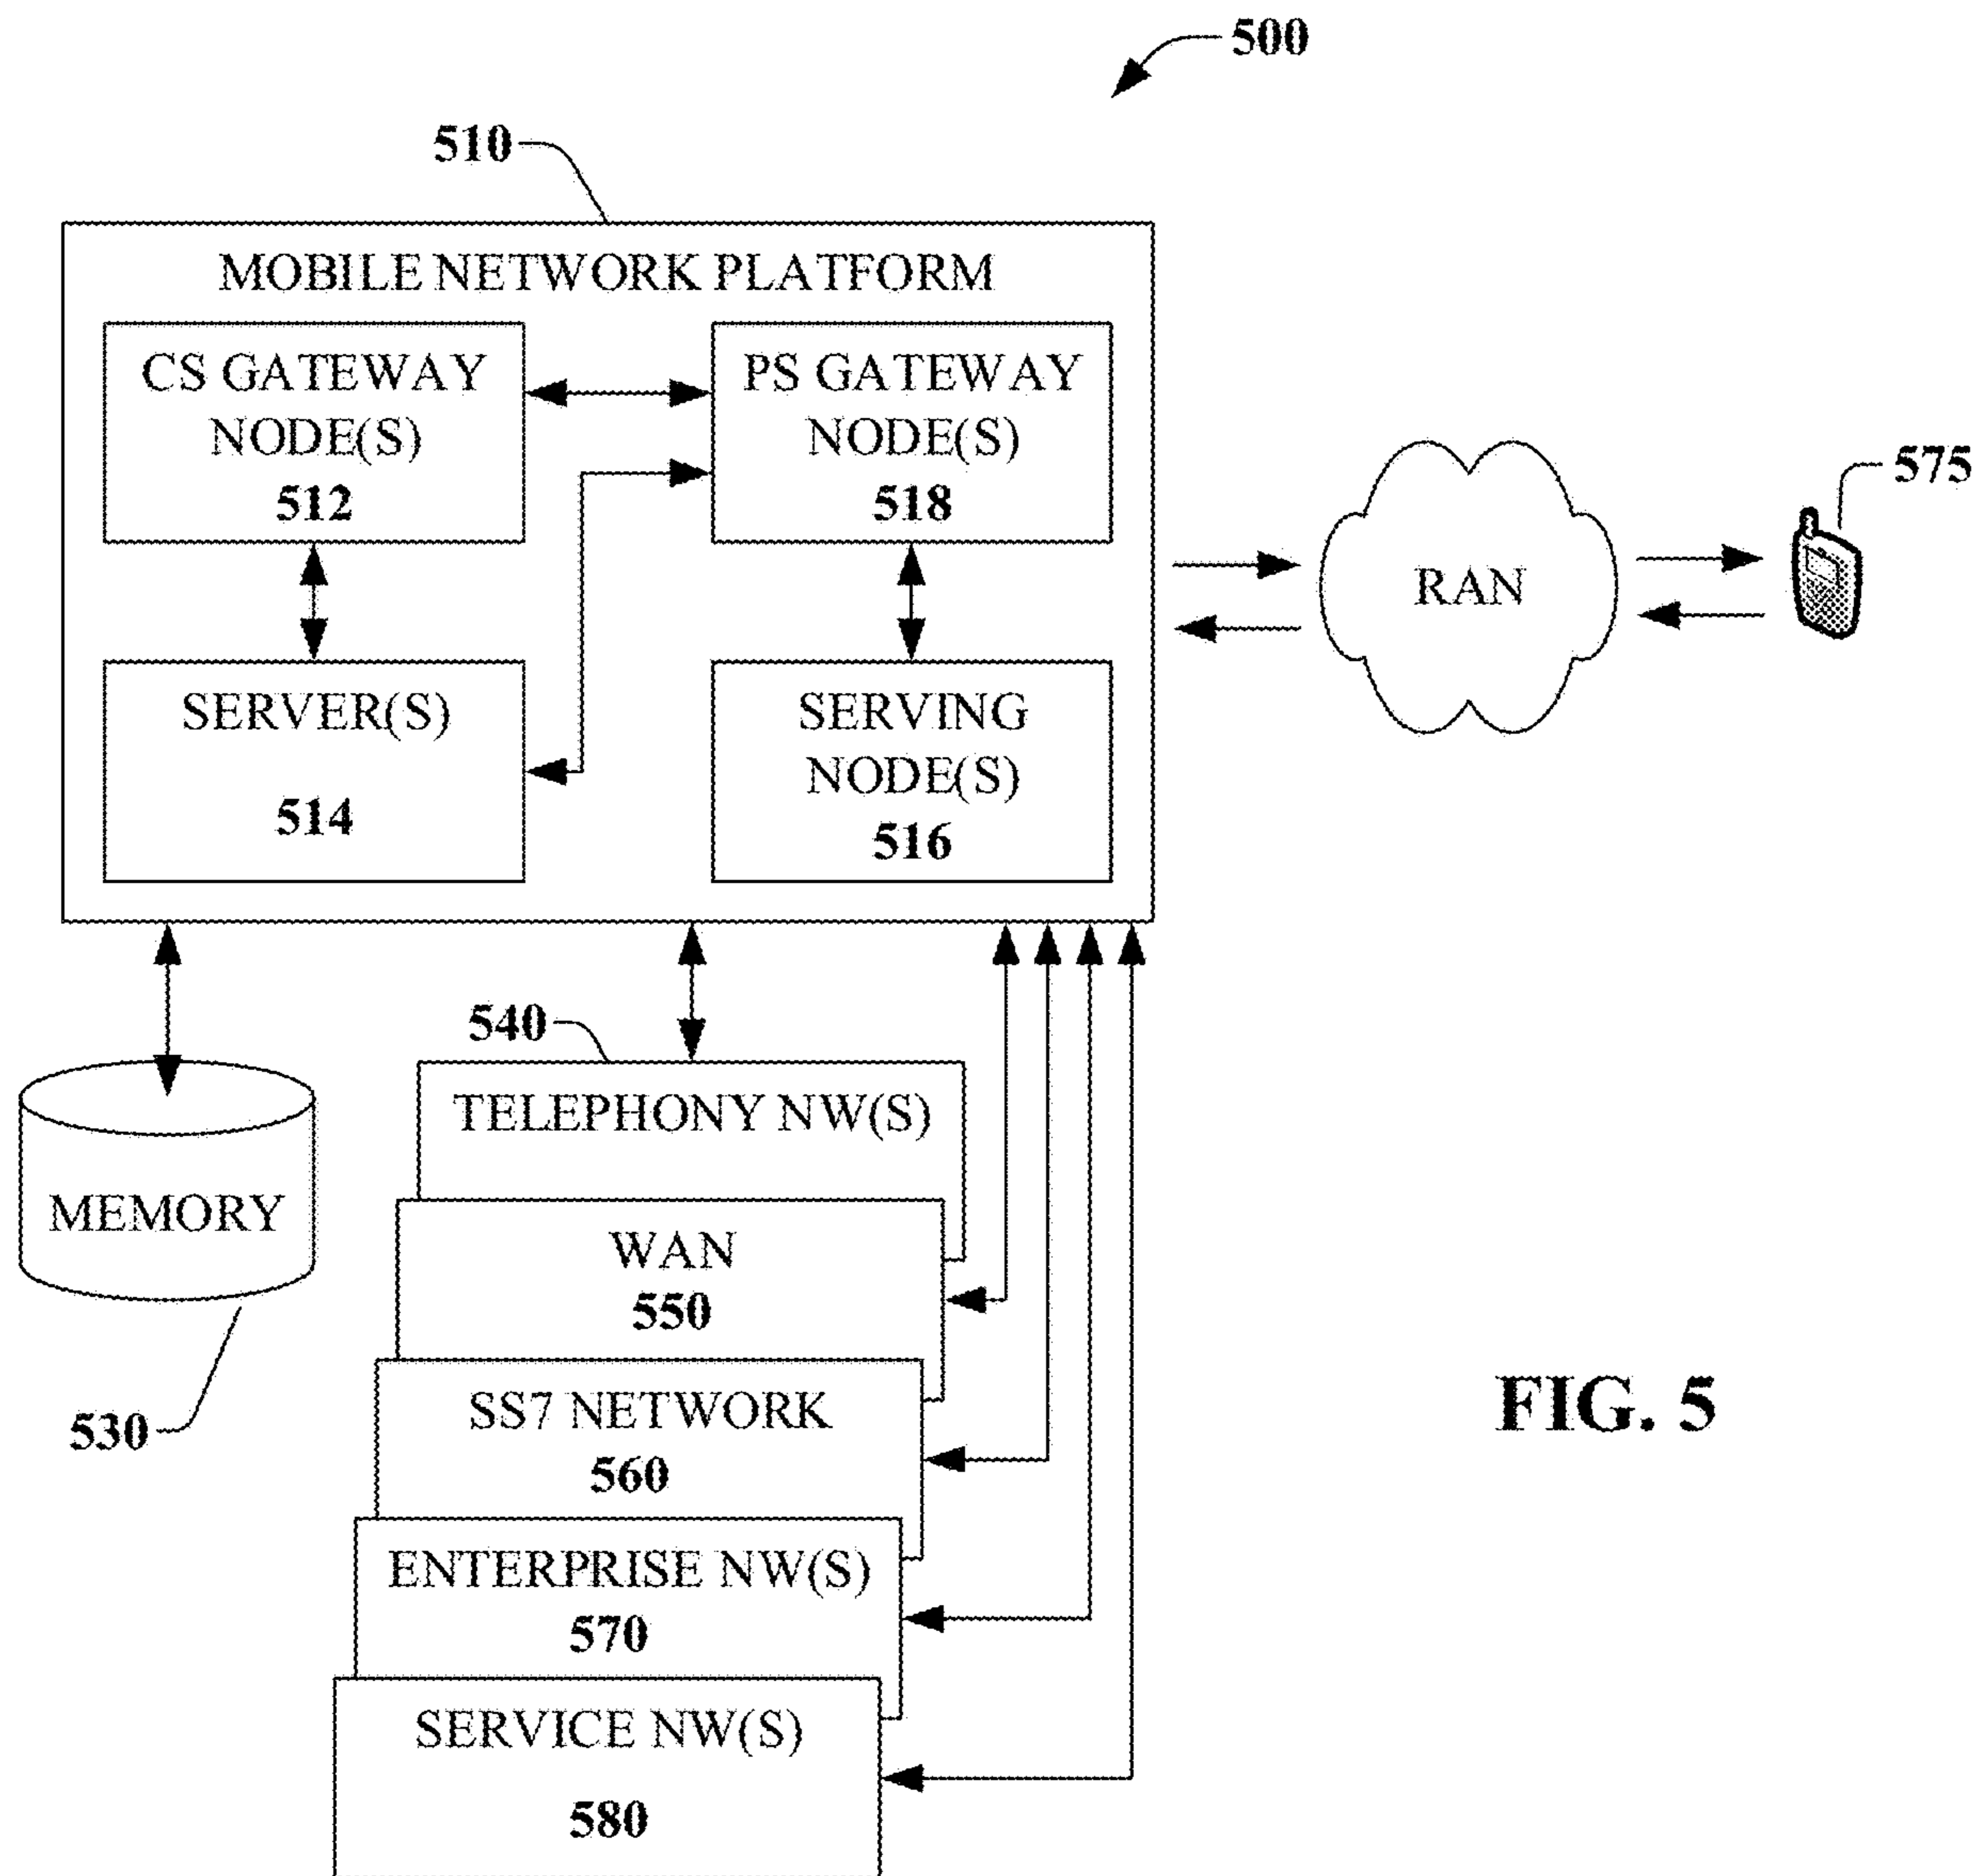 500
510
MOBILE NETWORK PLATFORM
CS GATEWAY
NODE(S)
512
PS GATEWAY
NODE(S)
518
SERVER(S)
514
SERVING
NODE(S)
516
RAN
575
540
TELEPHONY NW(S)
MEMORY
530
WAN
550
SS7 NETWORK
560
ENTERPRISE NW(S)
570
SERVICE NW(S)
580
FIG. 5